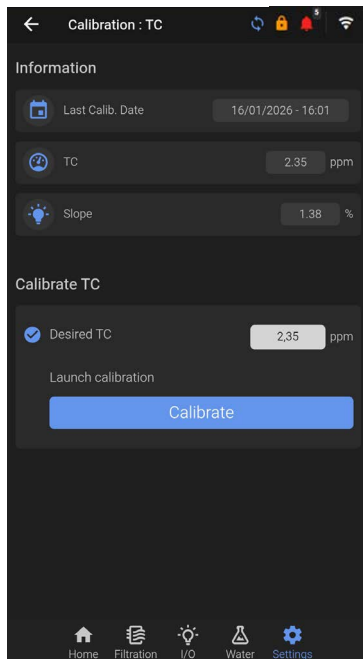 Calibration : TC
5
Information
Last Calib. Date 16/01/2026 - 16:01
TC 2.35 ppm
Slope 1.38 %
Calibrate TC
Desired TC 2,35 ppm
Launch calibration
Calibrate
Home Filtration I/O Water Settings